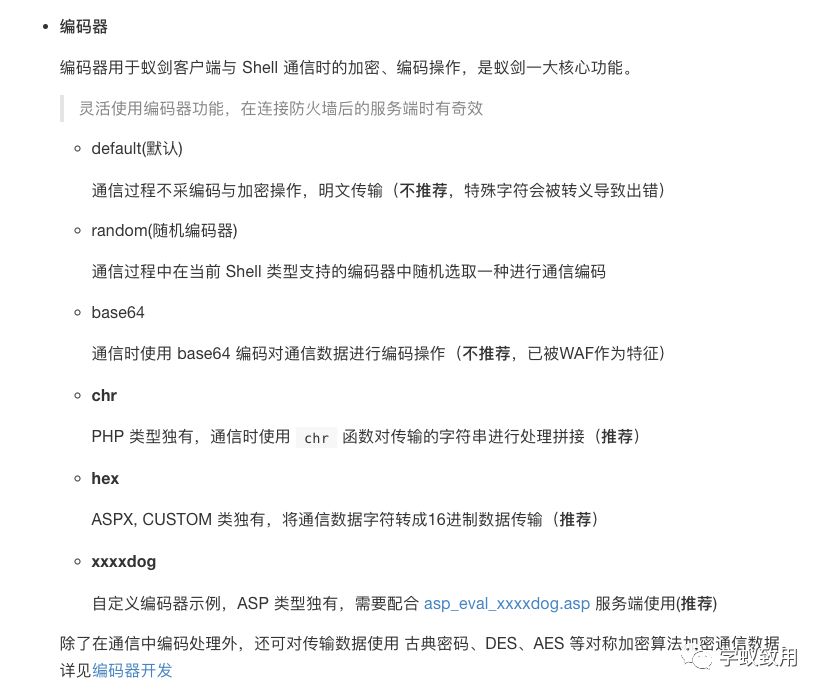 编码器
编码器用于蚁剑客户端与 Shell 通信时的加密、编码操作，是蚁剑一大核心功能。
灵活使用编码器功能，在连接防火墙后的服务端时有奇效
default(默认)
通信过程不采编码与加密操作，明文传输（不推荐，特殊字符会被转义导致出错）
random(随机编码器)
通信过程中在当前 Shell 类型支持的编码器中随机选取一种进行通信编码
base64
通信时使用 base64 编码对通信数据进行编码操作（不推荐，已被WAF作为特征）
chr
PHP 类型独有，通信时使用 chr 函数对传输的字符串进行处理拼接（推荐）
hex
ASPX, CUSTOM 类独有，将通信数据字符转成16进制数据传输（推荐）
xxxxdog
自定义编码器示例，ASP 类型独有，需要配合 asp_eval_xxxxdog.asp 服务端使用(推荐)
除了在通信中编码处理外，还可对传输数据使用 古典密码、DES、AES 等对称加密算法加密通信数据，
详见编码器开发
学蚁致用